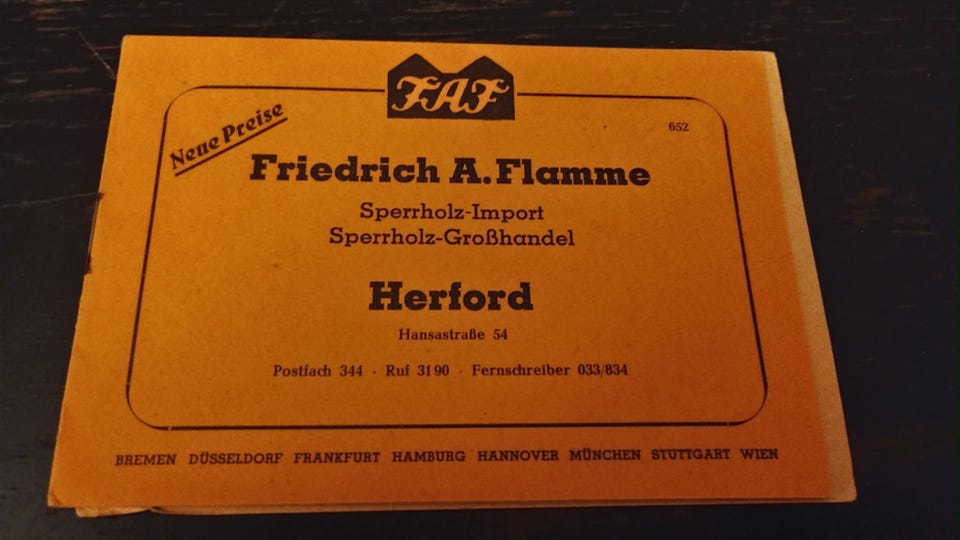 FAF
652
Neue Preise
Friedrich A. Flamme
Sperrholz-Import
Sperrholz-Großhandel
Herford
Hansastraße 54
Postfach 344 · Ruf 3190 · Fernschreiber 033/834
BREMEN DÜSSELDORF FRANKFURT HAMBURG HANNOVER MÜNCHEN STUTTGART WIEN